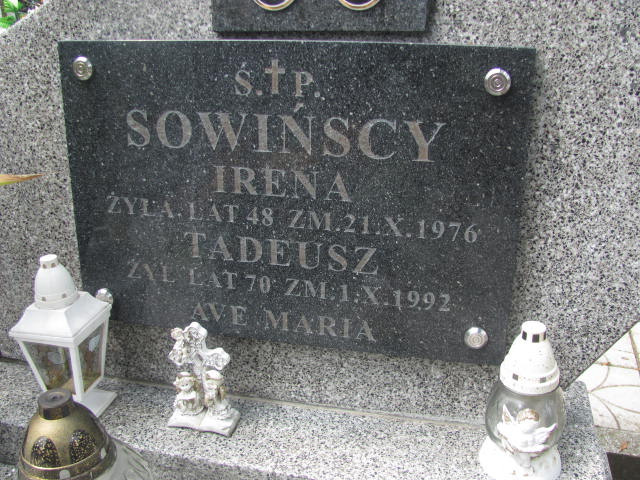 Ś.†P.
SOWIŃSCY
IRENA
ŻYŁA LAT 48 ZM.21.X.1976
TADEUSZ
ŻYŁ LAT 70 ZM.1.X.1992
AVE MARIA